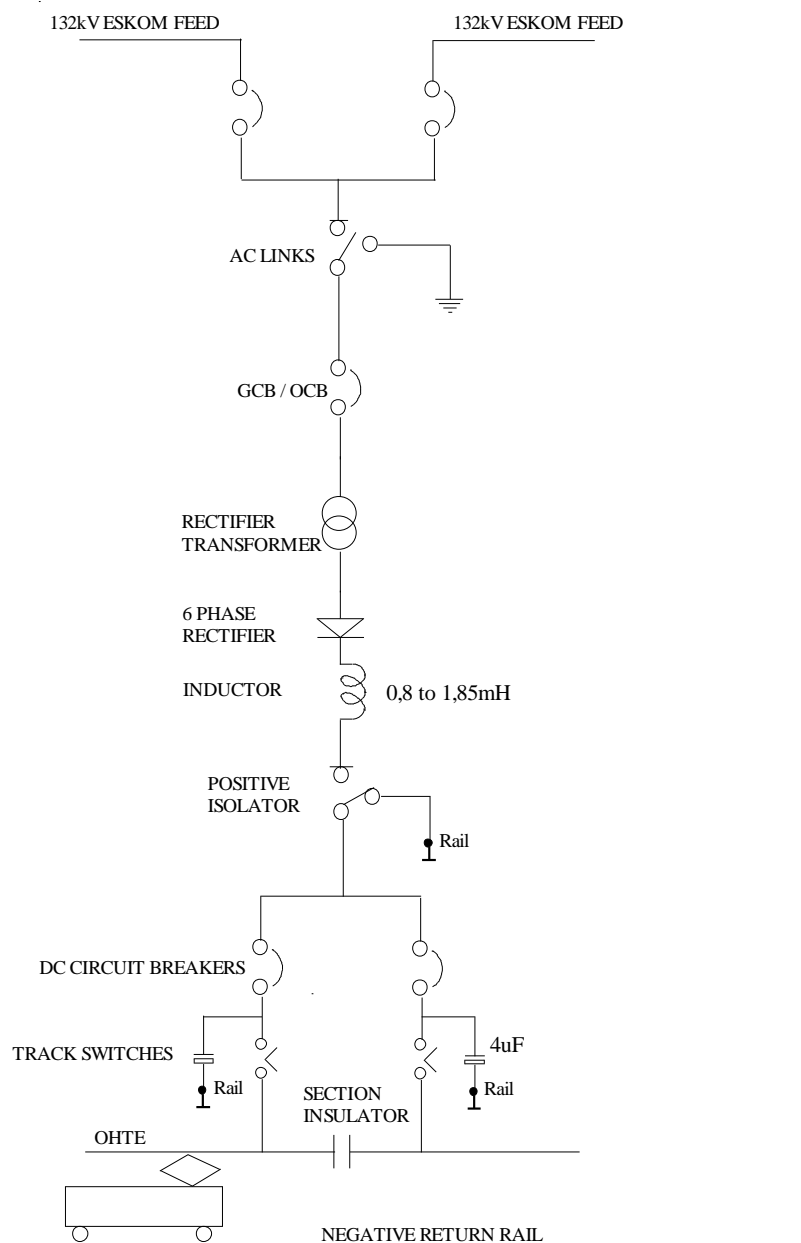 132kV ESKOM FEED
132kV ESKOM FEED
AC LINKS
GCB / OCB
RECTIFIER
TRANSFORMER
6 PHASE
RECTIFIER
INDUCTOR
0,8 to 1,85mH
POSITIVE
ISOLATOR
Rail
DC CIRCUIT BREAKERS
TRACK SWITCHES
4uF
Rail
Rail
SECTION
INSULATOR
OHTE
NEGATIVE RETURN RAIL